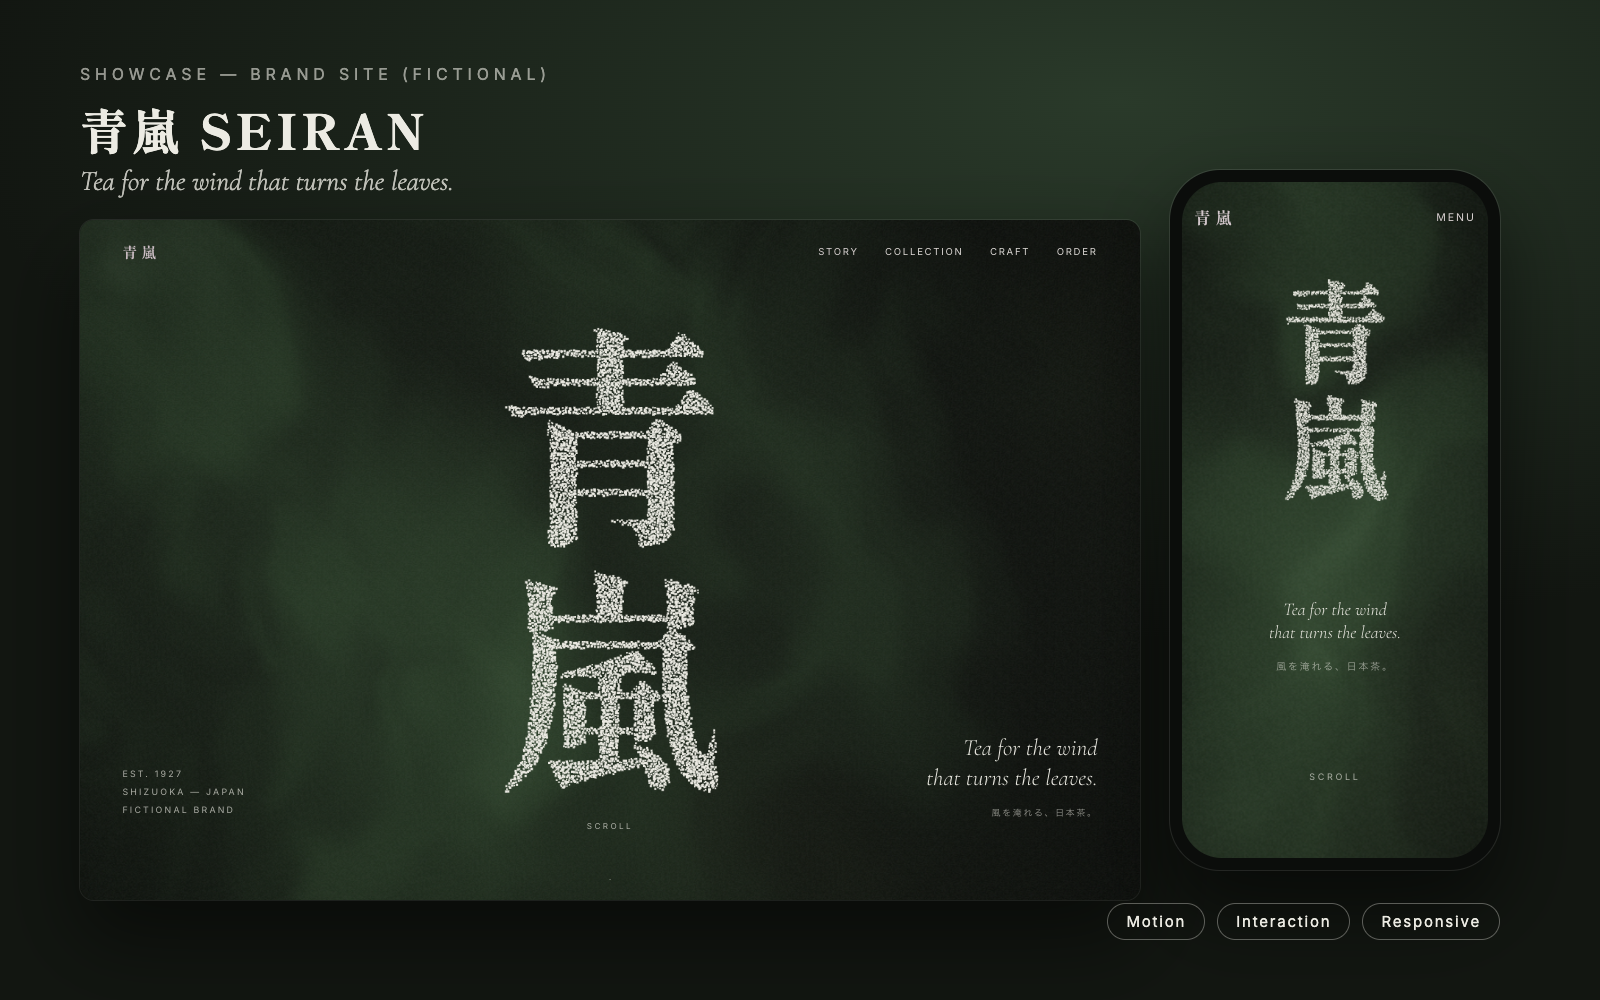 SHOWCASE — BRAND SITE (FICTIONAL)
青嵐 SEIRAN
Tea for the wind that turns the leaves.
青嵐
STORY COLLECTION CRAFT ORDER
青
嵐
EST. 1927
SHIZUOKA — JAPAN
FICTIONAL BRAND
SCROLL
Tea for the wind
that turns the leaves.
風を淹れる、日本茶。
青嵐
MENU
青
嵐
Tea for the wind
that turns the leaves.
風を淹れる、日本茶。
SCROLL
Motion
Interaction
Responsive